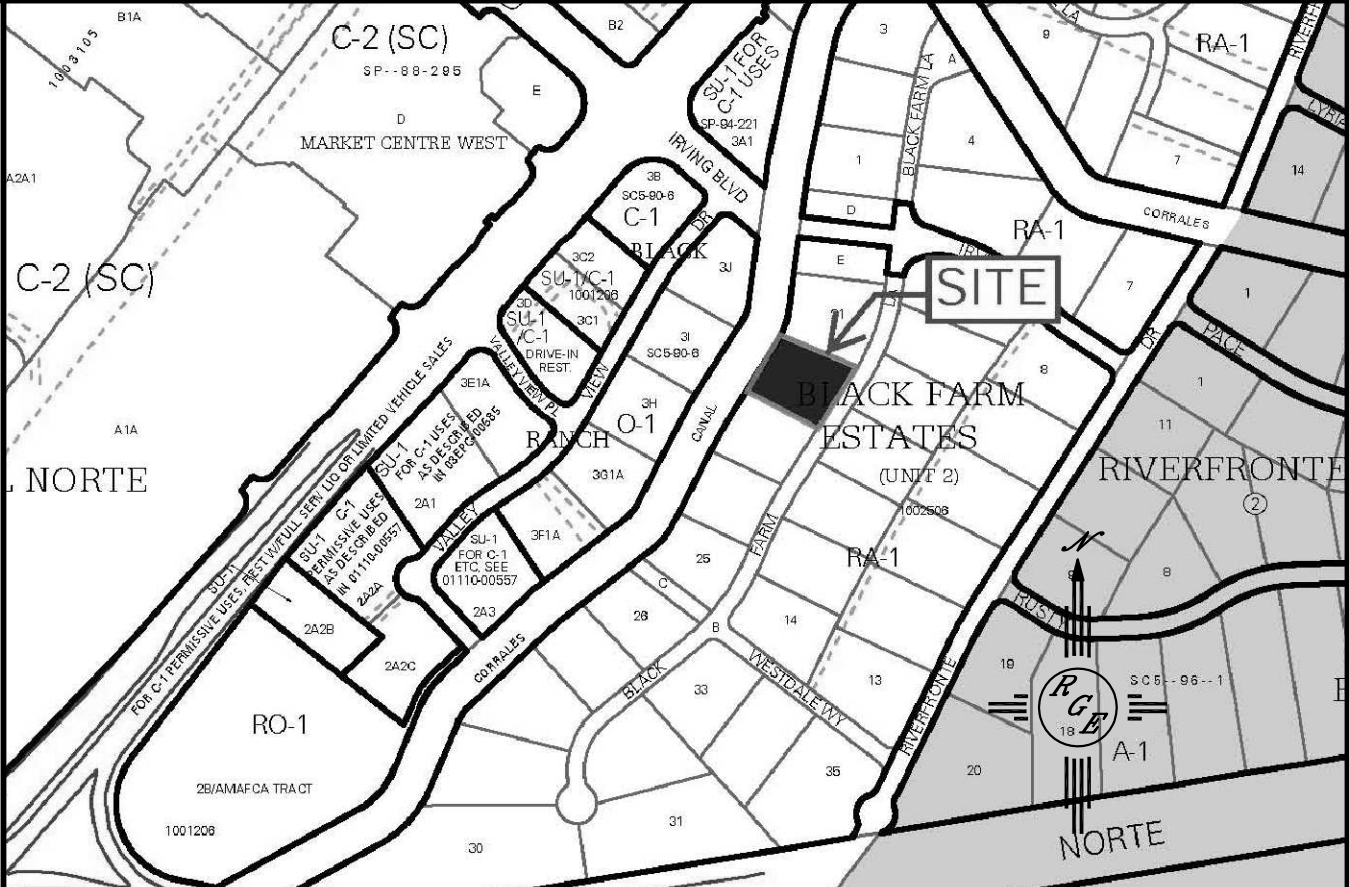 B1A
1003105
C-2 (SC)
SP--88-295
D
MARKET CENTRE WEST
E
B2
SU-1 FOR
C-1 USES
SP-94-221
3A1
IRVING BLVD
3
A
9
LA
RA-1
BLACK FARM LA
1
4
7
D
LYRIC
14
CORRALES
A2A1
3B
SC5-90-6
C-1
DR
BLACK
3C2
SU-1/C-1
1001206
3C1
3D
SU-1
/C-1
DRIVE-IN
REST.
3J
E
RA-1
SITE
7
1
C-2 (SC)
VALLEY VIEW PL
VIEW
3I
SC5-90-6
LA
DR
PACE
3E1A
SU-1
FOR C-1 USES
AS DESCRIBED
IN 03EPC-00685
2A1
3H
O-1
RANCH
CANAL
BLACK FARM
ESTATES
(UNIT 2)
1002506
8
1
11
A1A
NORTE
3G1A
RIVERFRONTE
2
SU-1
FOR C-1 PERMISSIVE USES, REST W/FULL SERV LIQ OR LIMITED VEHICLE SALES
SU-1 C-1
PERMISSIVE USES
AS DESCRIBED
IN 01110-00557
2A2A
VALLEY
SU-1
FOR C-1
ETC, SEE
01110-00557
2A3
3F1A
25
FARM
RA-1
C
N
9
8
2A2B
2A2C
CORRALES
26
B
14
RUSTY
BLACK
33
WESTDALE WY
13
RIVERFRONTE
19
SC5--96--1
RGE
18
A-1
RO-1
35
20
2B/AMAFCA TRACT
1001206
30
31
NORTE